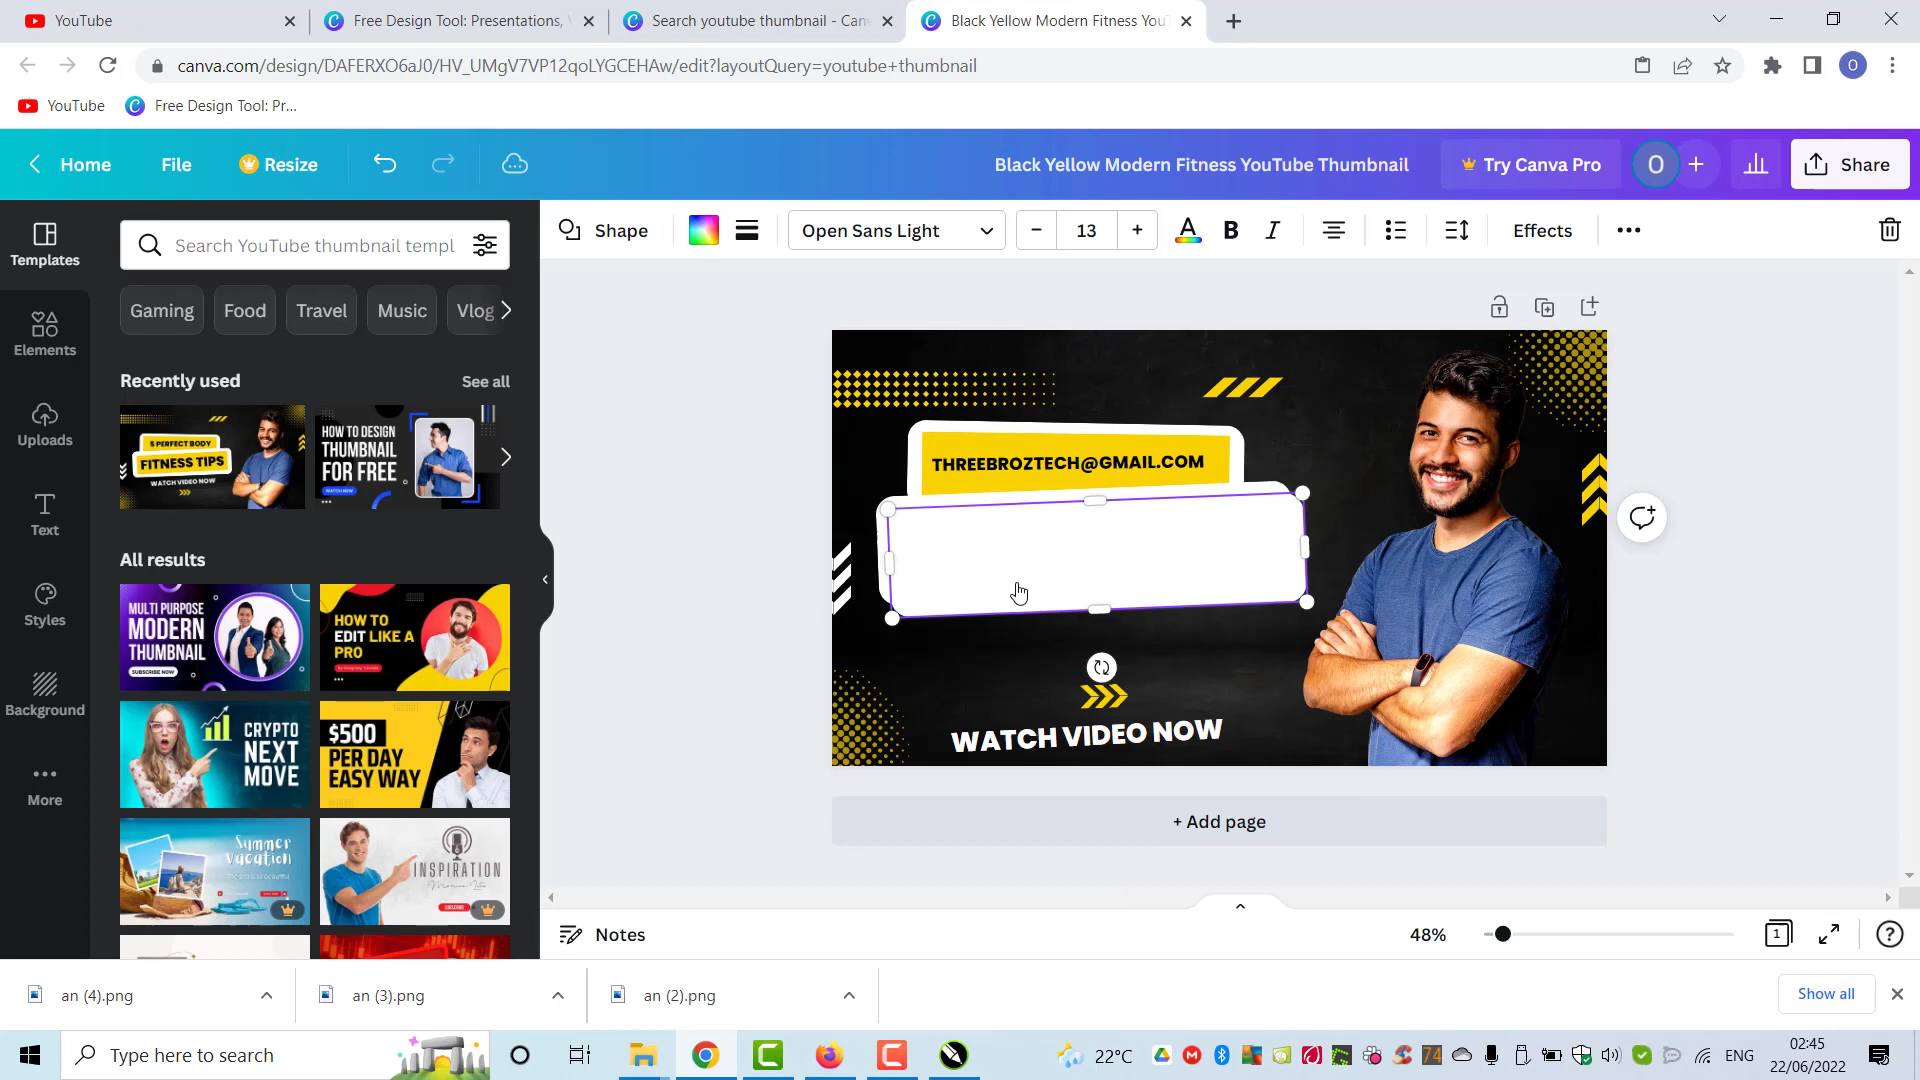 YouTube
Free Design Tool: Presentations,
Search youtube thumbnail - Can
Black Yellow Modern Fitness You
canva.com/design/DAFERXO6aJ0/HV_UMgV7VP12qoLYGCEHAw/edit?layoutQuery=youtube+thumbnail
O
YouTube
Free Design Tool: Pr...
Home
File
Resize
Black Yellow Modern Fitness YouTube Thumbnail
Try Canva Pro
O
Share
Shape
Open Sans Light
13
A
B
I
Effects
Templates
Elements
Uploads
Text
Styles
Background
More
Search YouTube thumbnail templ
Gaming
Food
Travel
Music
Vlog
Recently used
See all
5 PERFECT BODY
FITNESS TIPS
WATCH VIDEO NOW
HOW TO DESIGN
THUMBNAIL
FOR FREE
WATCH NOW
All results
MULTI PURPOSE
MODERN
THUMBNAIL
SUBSCRIBE NOW
HOW TO
EDIT LIKE A
PRO
CRYPTO
NEXT
MOVE
$500
PER DAY
EASY WAY
Summer
Vacation
INSPIRATION
THREEBROZTECH@GMAIL.COM
WATCH VIDEO NOW
+ Add page
Notes
48%
1
an (4).png
an (3).png
an (2).png
Show all
Type here to search
22°C
74
ENG
02:45
22/06/2022